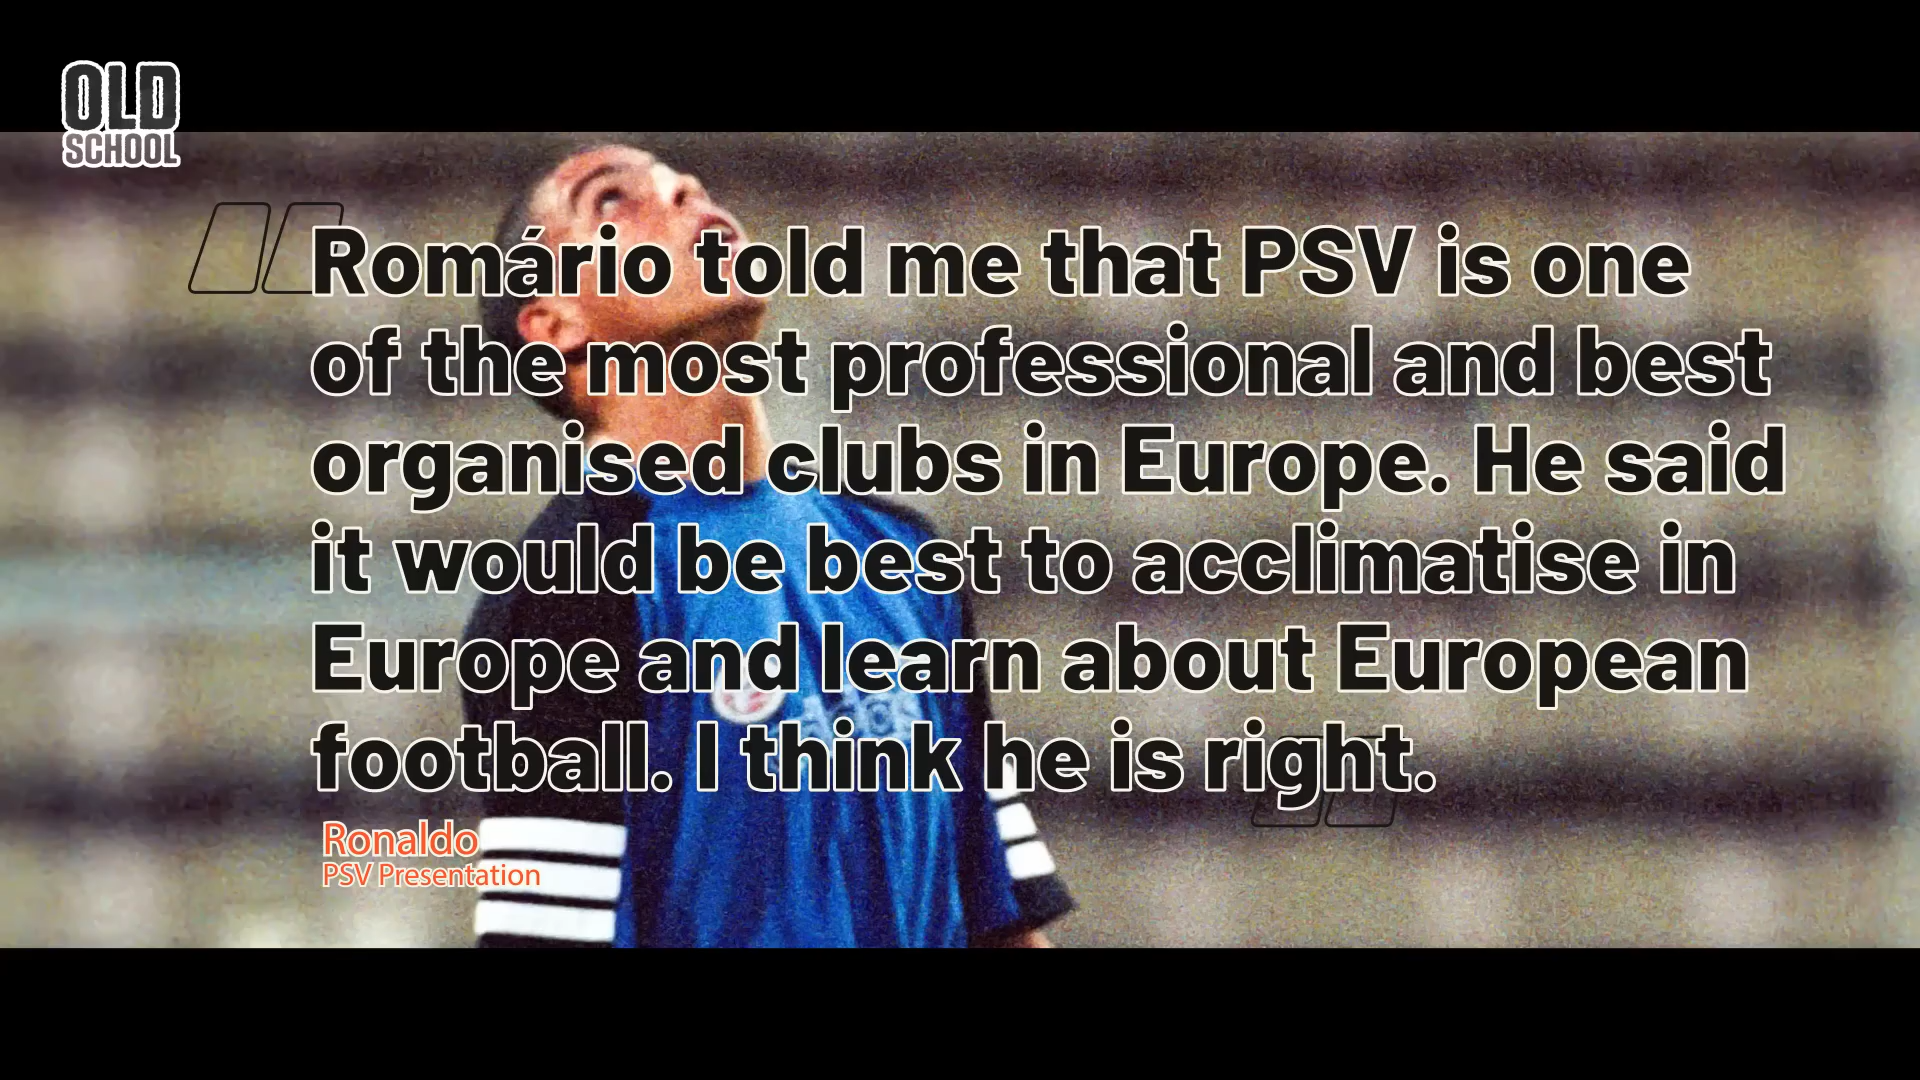 OLD
SCHOOL
Romário told me that PSV is one
of the most professional and best
organised clubs in Europe. He said
it would be best to acclimatise in
Europe and learn about European
football. I think he is right.
adidas
Ronaldo
PSV Presentation